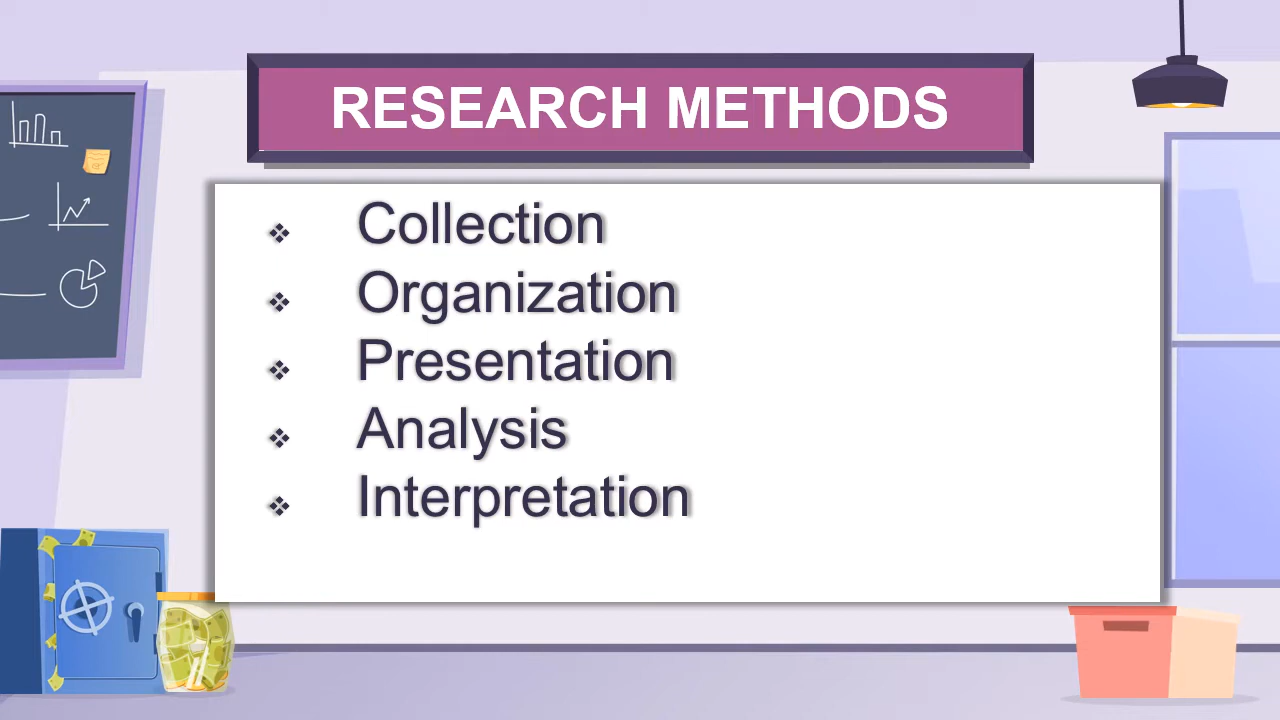 RESEARCH METHODS
❖ Collection
❖ Organization
❖ Presentation
❖ Analysis
❖ Interpretation